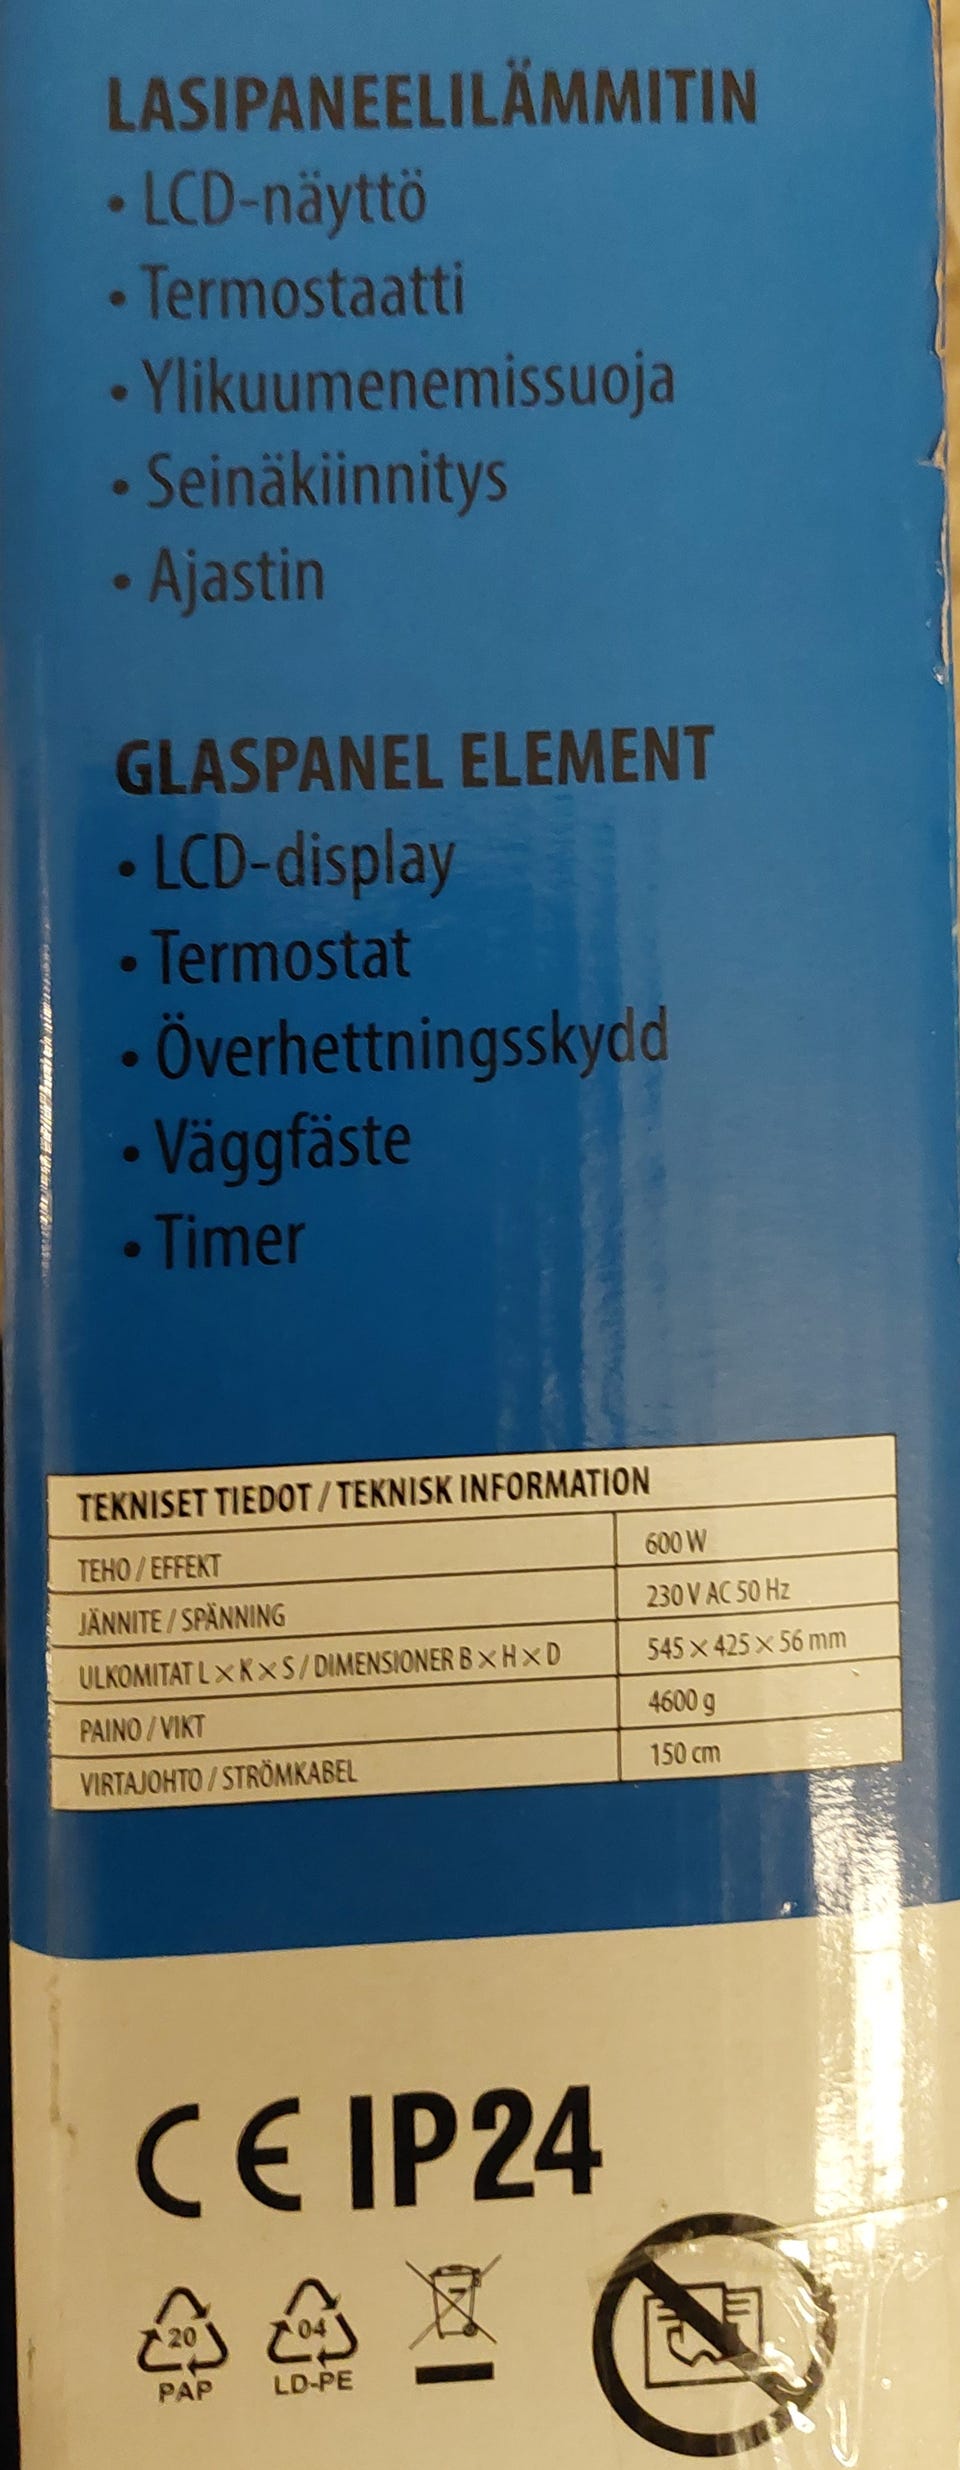 LASIPANEELILÄMMITIN
• LCD-näyttö
• Termostaatti
• Ylikuumenemissuoja
• Seinäkiinnitys
• Ajastin
GLASPANEL ELEMENT
• LCD-display
• Termostat
• Överhettningsskydd
• Väggfäste
• Timer
TEKNISET TIEDOT / TEKNISK INFORMATION
TEHO / EFFEKT 600 W
JÄNNITE / SPÄNNING 230 V AC 50 Hz
ULKOMITAT L × K × S / DIMENSIONER B × H × D 545 × 425 × 56 mm
PAINO / VIKT 4600 g
VIRTAJOHTO / STRÖMKABEL 150 cm
CE IP24
20 04
PAP LD-PE